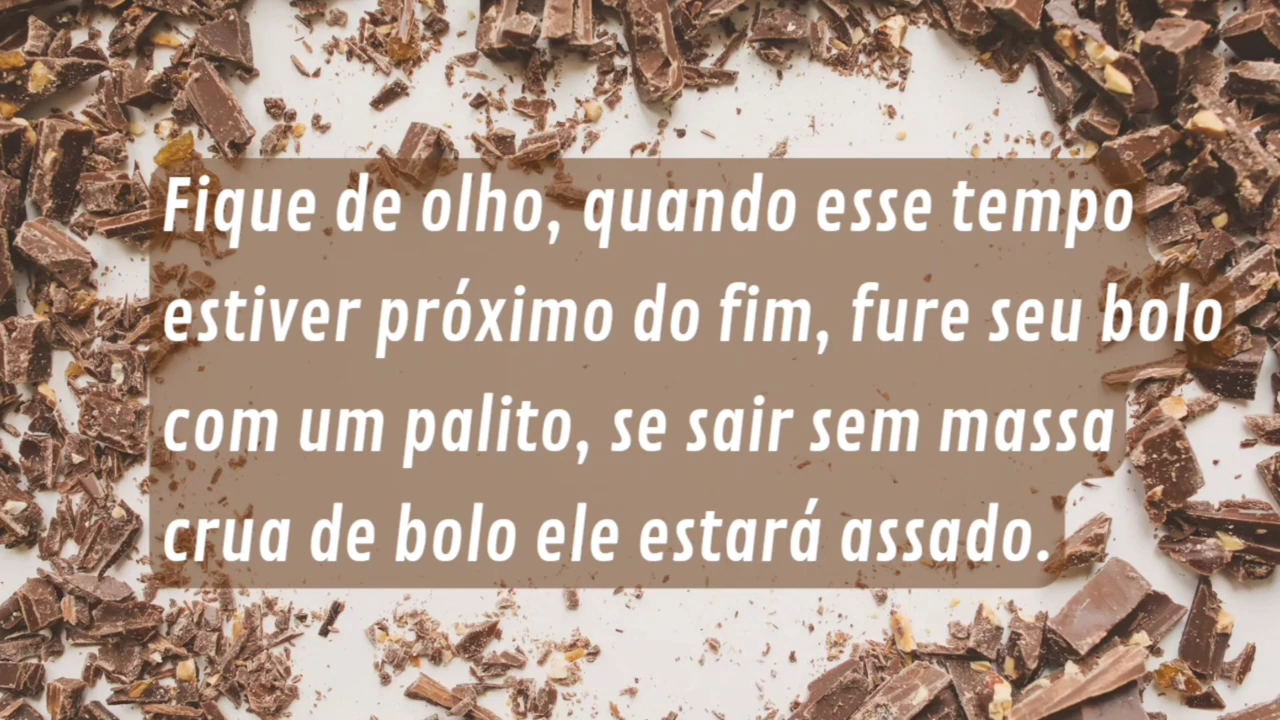 Fique de olho, quando esse tempo
estiver próximo do fim, fure seu bolo
com um palito, se sair sem massa
crua de bolo ele estará assado.